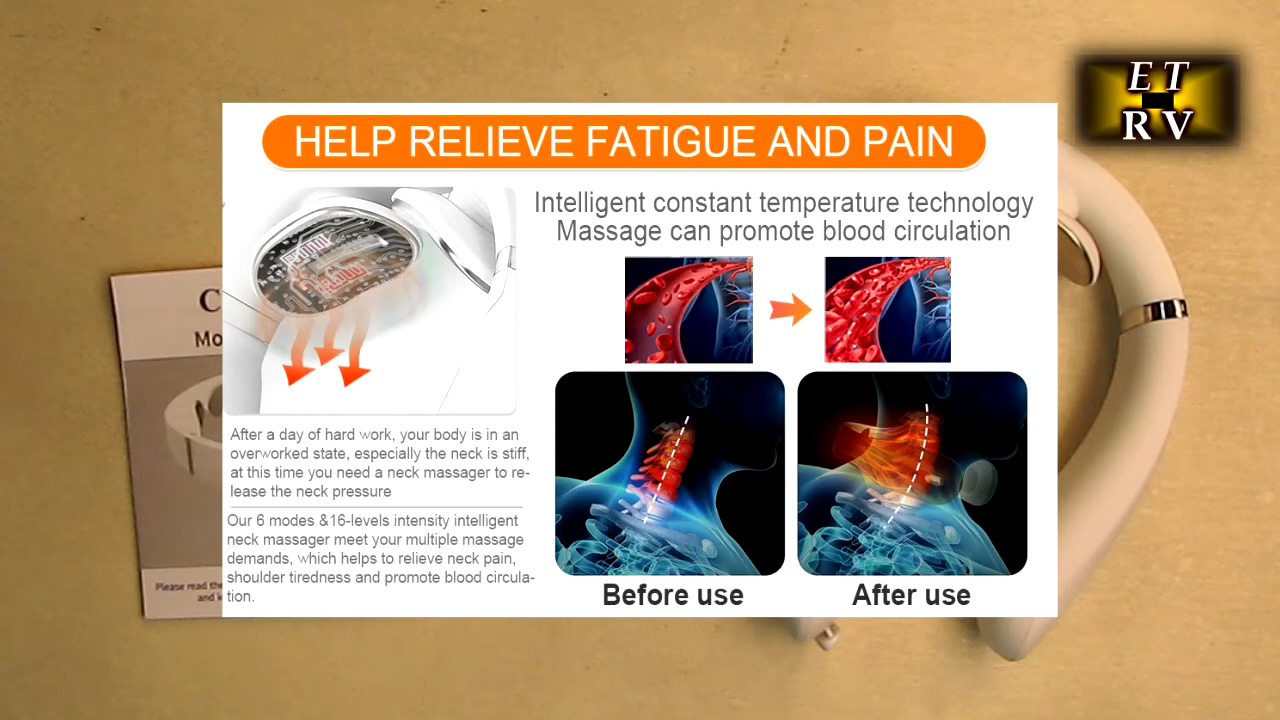 E T
R V
HELP RELIEVE FATIGUE AND PAIN
Intelligent constant temperature technology
Massage can promote blood circulation
After a day of hard work, your body is in an
overworked state, especially the neck is stiff,
at this time you need a neck massager to re-
lease the neck pressure
Our 6 modes &16-levels intensity intelligent
neck massager meet your multiple massage
demands, which helps to relieve neck pain,
shoulder tiredness and promote blood circula-
tion.
Before use
After use
C
Mo
Please read the
and k